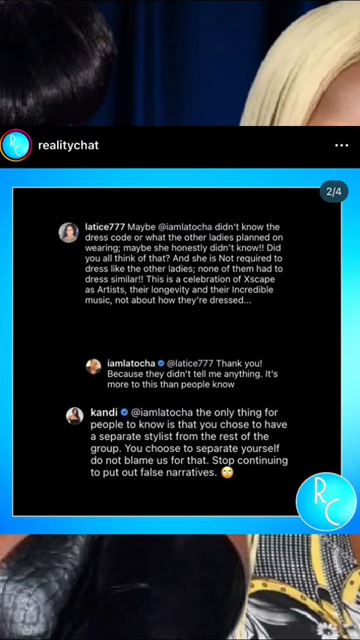 realitychat
2/4
latice777 Maybe @iamlatocha didn't know the
dress code or what the other ladies planned on
wearing; maybe she honestly didn't know!! Did
you all think of that? And she is Not required to
dress like the other ladies; none of them had to
dress similar!! This is a celebration of Xscape
as Artists, their longevity and their Incredible
music, not about how they're dressed...
iamlatocha @latice777 Thank you!
Because they didn't tell me anything. It's
more to this than people know
kandi @iamlatocha the only thing for
people to know is that you chose to have
a separate stylist from the rest of the
group. You choose to separate yourself
do not blame us for that. Stop continuing
to put out false narratives. 🙄
RC